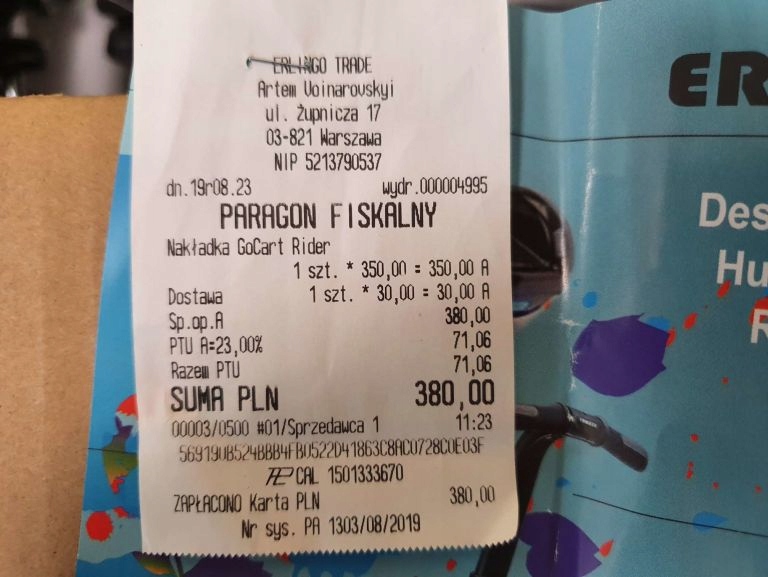 ERLINGO TRADE
Artem Voinarovskyi
ul. Żupnicza 17
03-821 Warszawa
NIP 5213790537
dn.19r08.23 wydr.000004995
PARAGON FISKALNY
Nakładka GoCart Rider
1 szt. * 350,00 = 350,00 A
Dostawa 1 szt. * 30,00 = 30,00 A
Sp.op.A 380,00
PTU A=23,00% 71,06
Razem PTU 71,06
SUMA PLN 380,00
00003/0500 #01/Sprzedawca 1 11:23
CAL 1501333670
ZAPŁACONO Karta PLN 380,00
Nr sys. PA 1303/08/2019
ER
Des
Hu
R